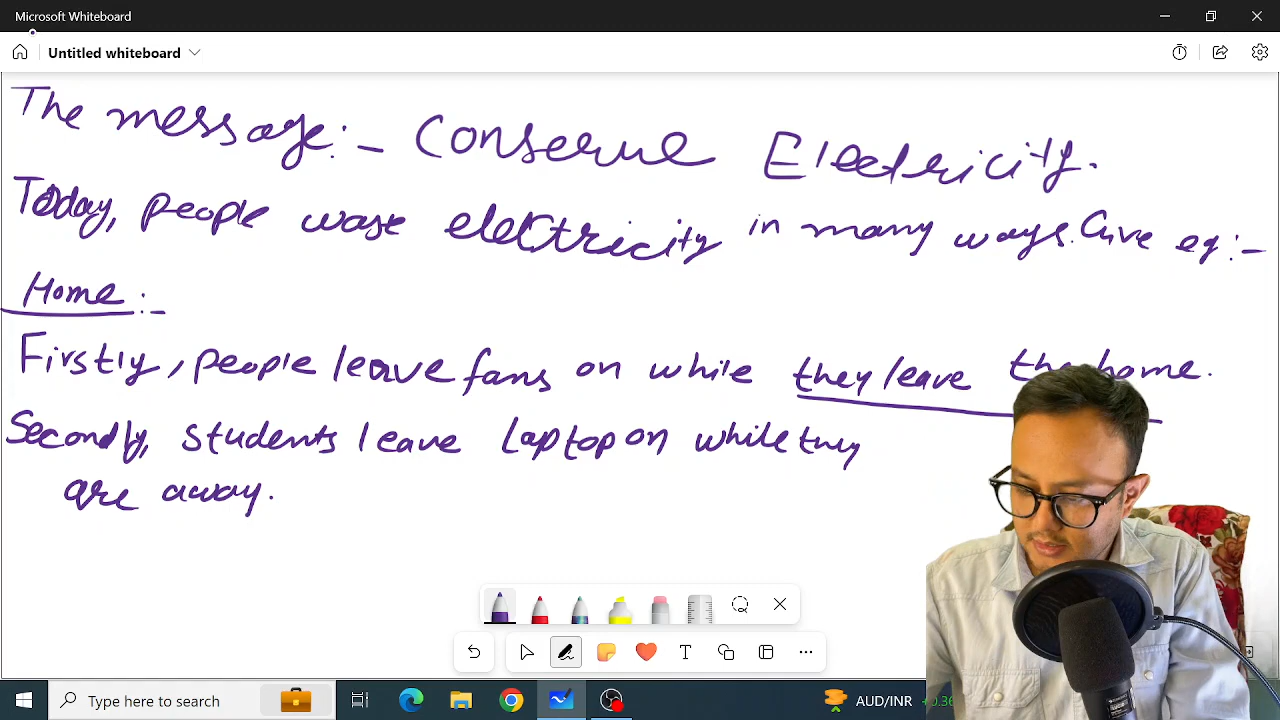 Microsoft Whiteboard
Untitled whiteboard
The message:- Conserve Electricity.
Today, people waste electricity in many ways. Give eg:-
Home:-
Firstly, people leave fans on while they leave the home.
Secondly, students leave laptop on while they
are away.
Type here to search
AUD/INR +0.36